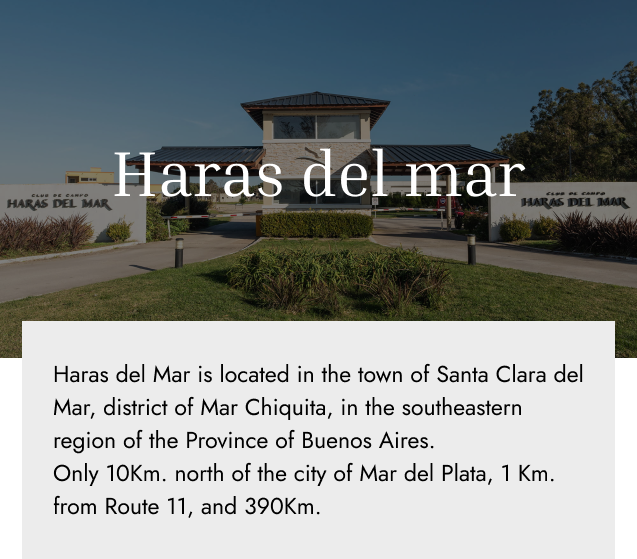 Haras del mar
CLUB DE CAMPO
HARAS DEL MAR
CLUB DE CAMPO
HARAS DEL MAR
Haras del Mar is located in the town of Santa Clara del
Mar, district of Mar Chiquita, in the southeastern
region of the Province of Buenos Aires.
Only 10Km. north of the city of Mar del Plata, 1 Km.
from Route 11, and 390Km.